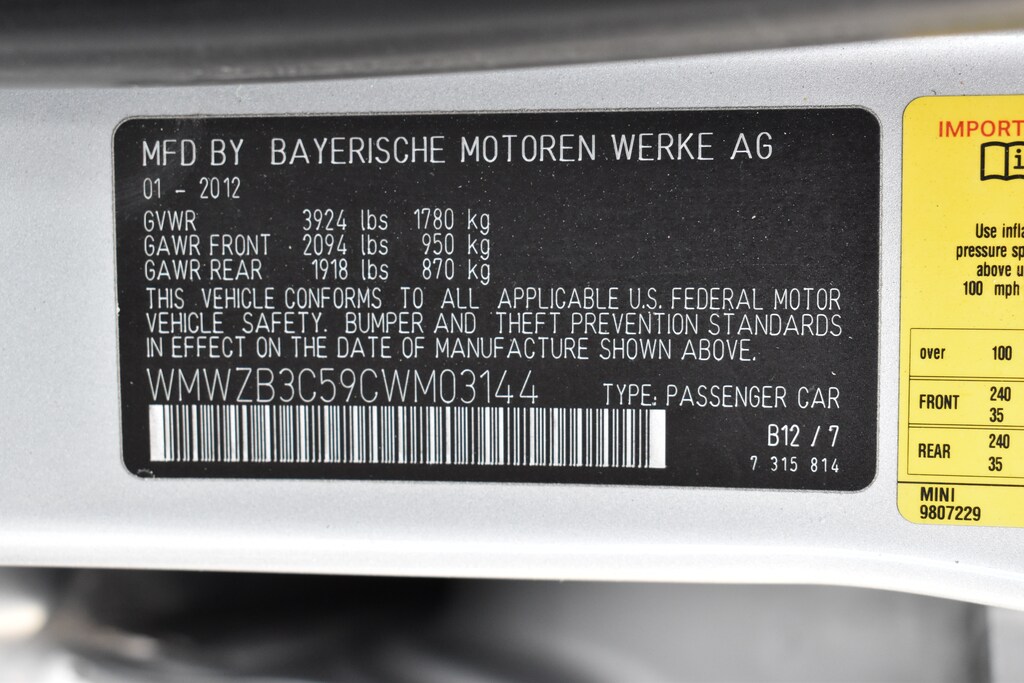 MFD BY BAYERISCHE MOTOREN WERKE AG
01 - 2012
GVWR 3924 lbs 1780 kg
GAWR FRONT 2094 lbs 950 kg
GAWR REAR 1918 lbs 870 kg
THIS VEHICLE CONFORMS TO ALL APPLICABLE U.S. FEDERAL MOTOR
VEHICLE SAFETY. BUMPER AND THEFT PREVENTION STANDARDS
IN EFFECT ON THE DATE OF MANUFACTURE SHOWN ABOVE.
WMWZB3C59CWM03144 TYPE: PASSENGER CAR
B12 / 7
7 315 814
IMPORT
i
Use infla
pressure sp
above u
100 mph
over 100
FRONT 240
35
REAR 240
35
MINI
9807229